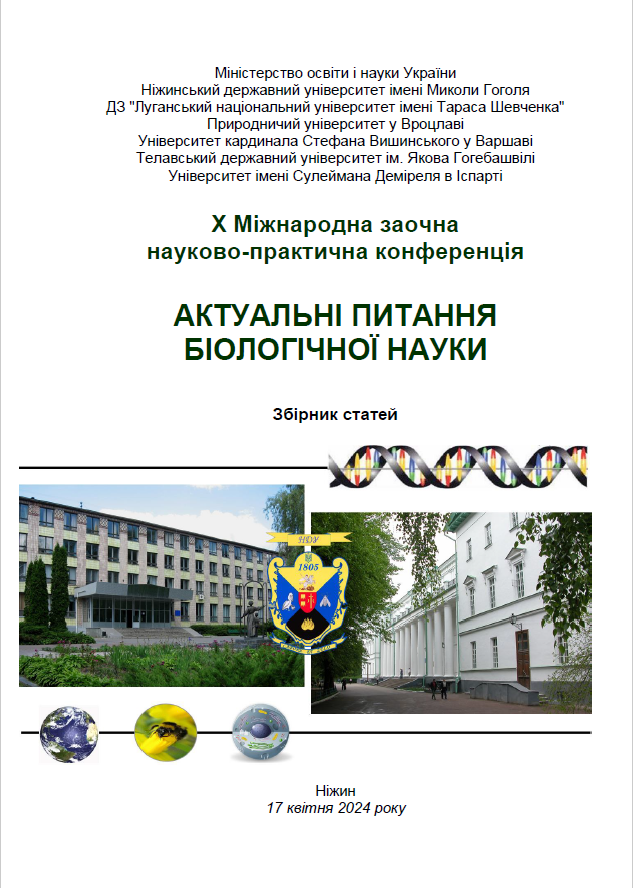 Міністерство освіти і науки України
Ніжинський державний університет імені Миколи Гоголя
ДЗ "Луганський національний університет імені Тараса Шевченка"
Природничий університет у Вроцлаві
Університет кардинала Стефана Вишинського у Варшаві
Телавський державний університет ім. Якова Гогебашвілі
Університет імені Сулеймана Деміреля в Іспарті
Х Міжнародна заочна
науково-практична конференція
АКТУАЛЬНІ ПИТАННЯ
БІОЛОГІЧНОЇ НАУКИ
Збірник статей
НДУ
1805
Ніжин
17 квітня 2024 року